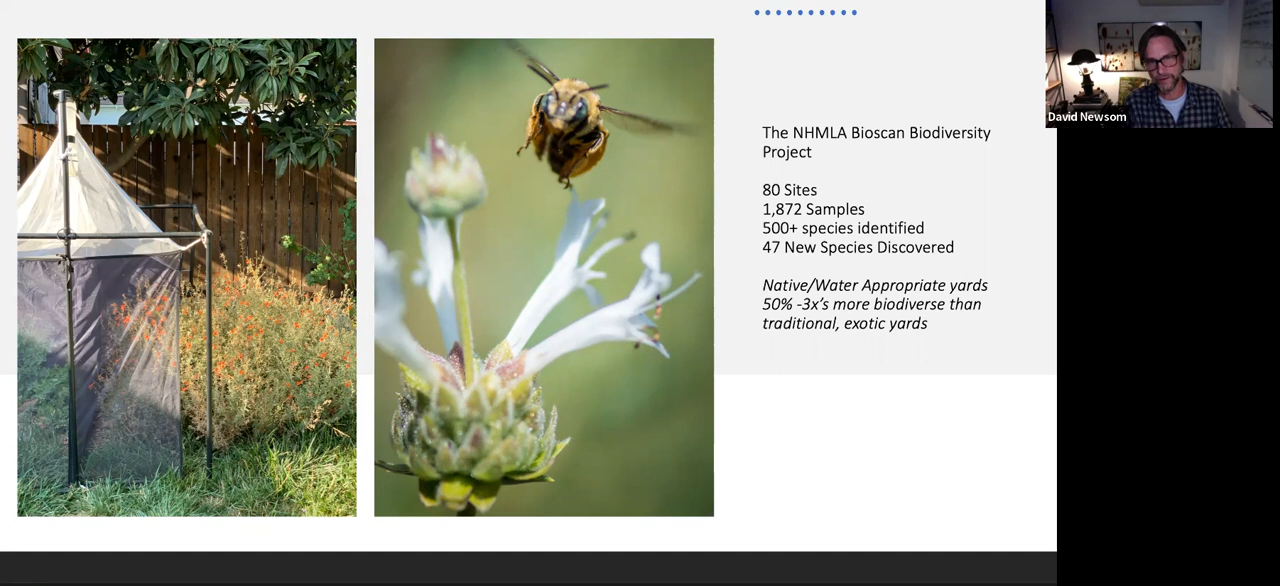 The NHMLA Bioscan Biodiversity
Project
80 Sites
1,872 Samples
500+ species identified
47 New Species Discovered
Native/Water Appropriate yards
50% -3x's more biodiverse than
traditional, exotic yards
David Newsom